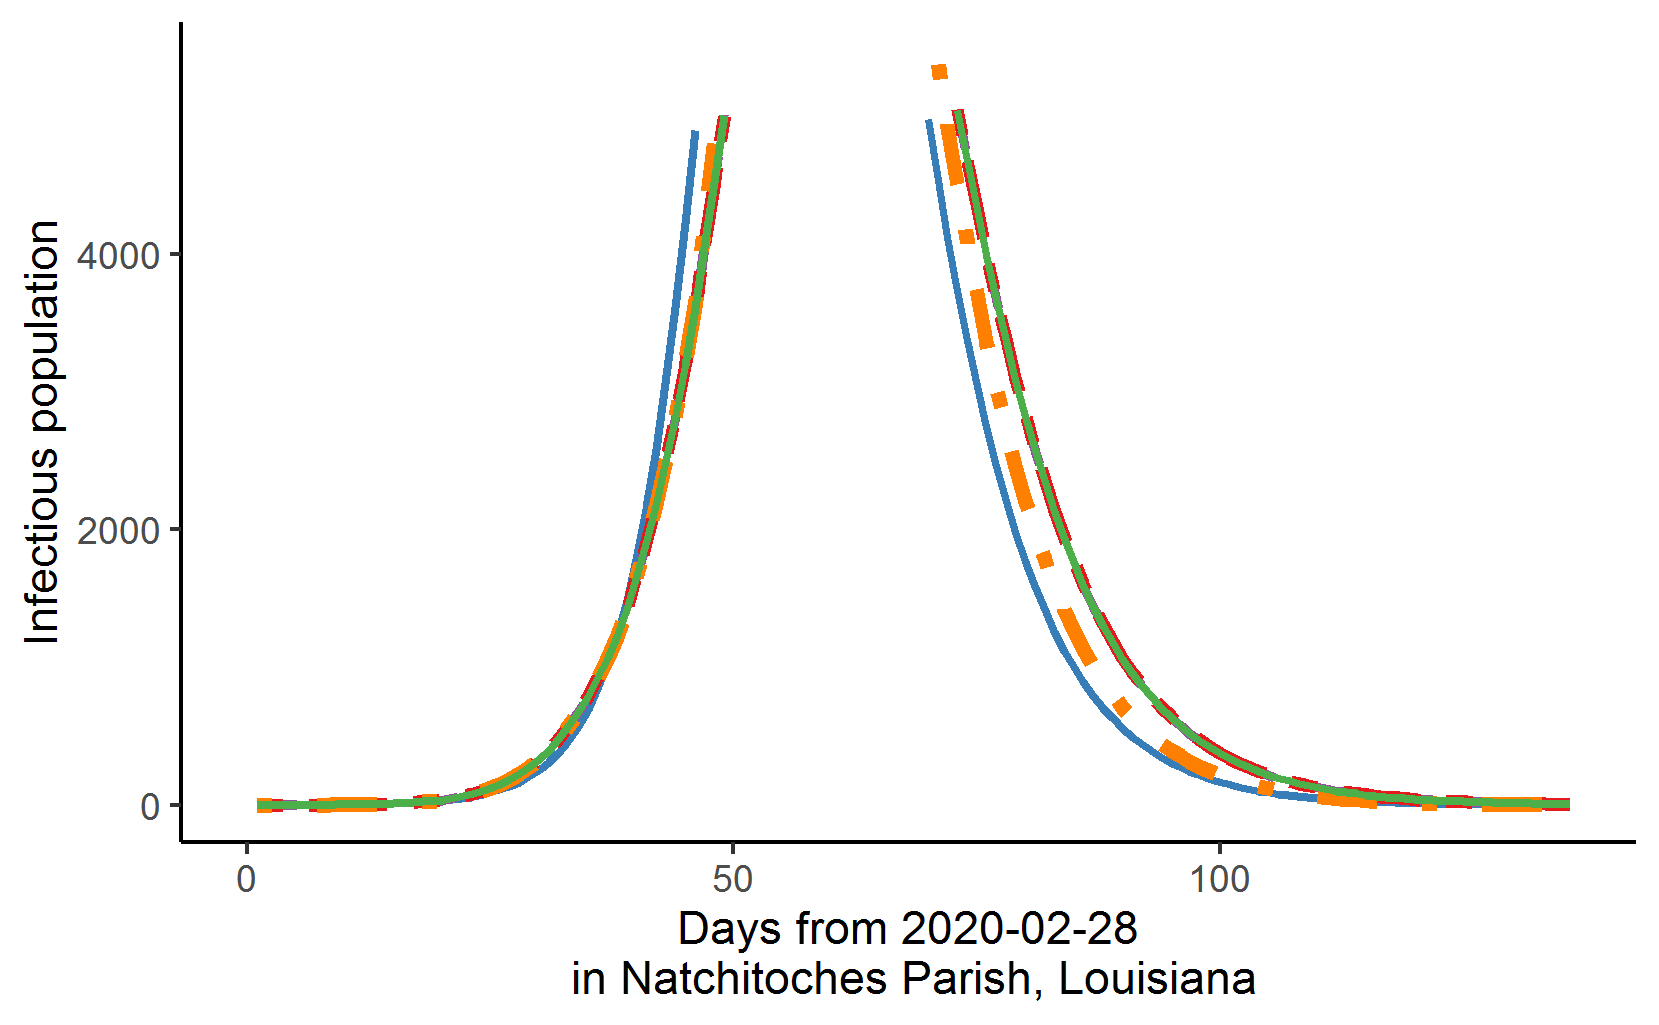 Infectious population
4000
2000
0
0 50 100
Days from 2020-02-28
in Natchitoches Parish, Louisiana